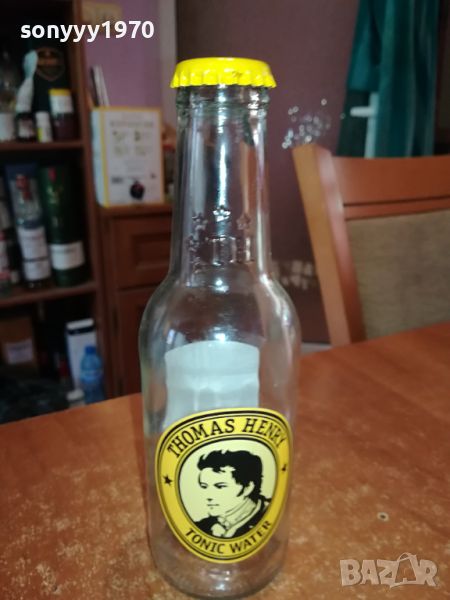 sonyyy1970
THOMAS HENRY
TONIC WATER
BAZAR